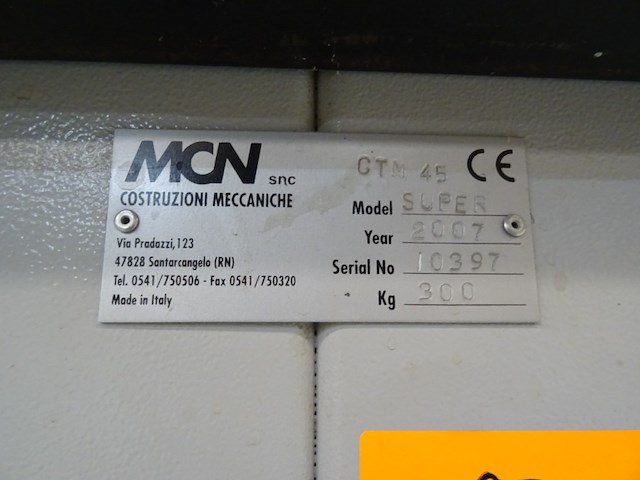 MCN snc
COSTRUZIONI MECCANICHE
Via Pradazzi,123
47828 Santarcangelo (RN)
Tel. 0541/750506 - Fax 0541/750320
Made in Italy
CTM 45 CE
Model SUPER
Year 2007
Serial No 10397
Kg 300